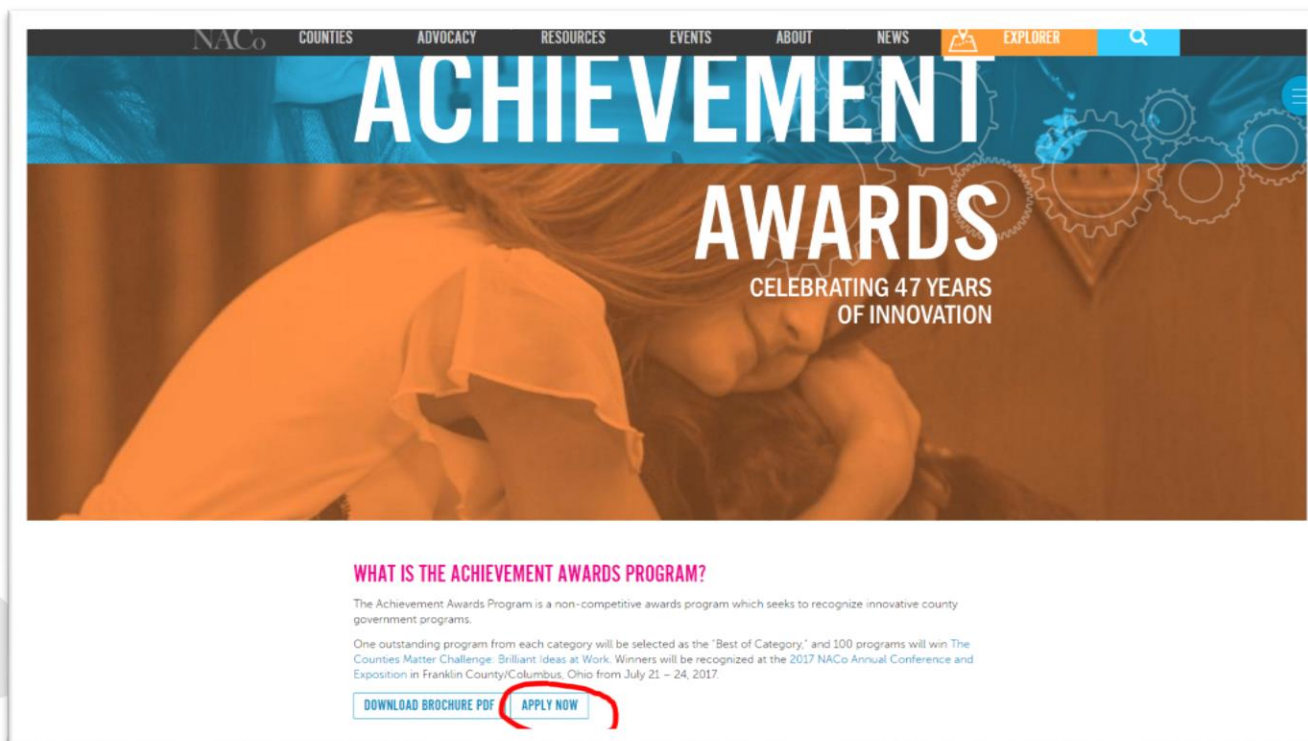 NACo COUNTIES ADVOCACY RESOURCES EVENTS ABOUT NEWS EXPLORER
ACHIEVEMENT
AWARDS
CELEBRATING 47 YEARS
OF INNOVATION
WHAT IS THE ACHIEVEMENT AWARDS PROGRAM?
The Achievement Awards Program is a non-competitive awards program which seeks to recognize innovative county
government programs.
One outstanding program from each category will be selected as the "Best of Category," and 100 programs will win The
Counties Matter Challenge: Brilliant Ideas at Work. Winners will be recognized at the 2017 NACo Annual Conference and
Exposition in Franklin County/Columbus, Ohio from July 21 – 24, 2017.
DOWNLOAD BROCHURE PDF APPLY NOW